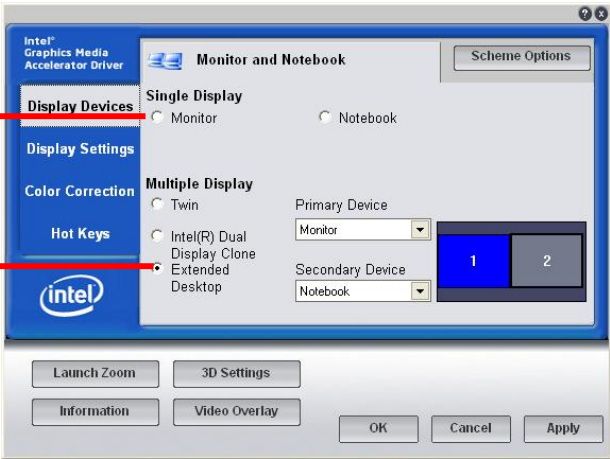 Intel®
Graphics Media
Accelerator Driver
Monitor and Notebook
Scheme Options
Display Devices
Display Settings
Color Correction
Hot Keys
intel
Single Display
Monitor
Notebook
Multiple Display
Twin
Intel(R) Dual
Display Clone
Extended
Desktop
Primary Device
Monitor
Secondary Device
Notebook
1
2
Launch Zoom
3D Settings
Information
Video Overlay
OK
Cancel
Apply